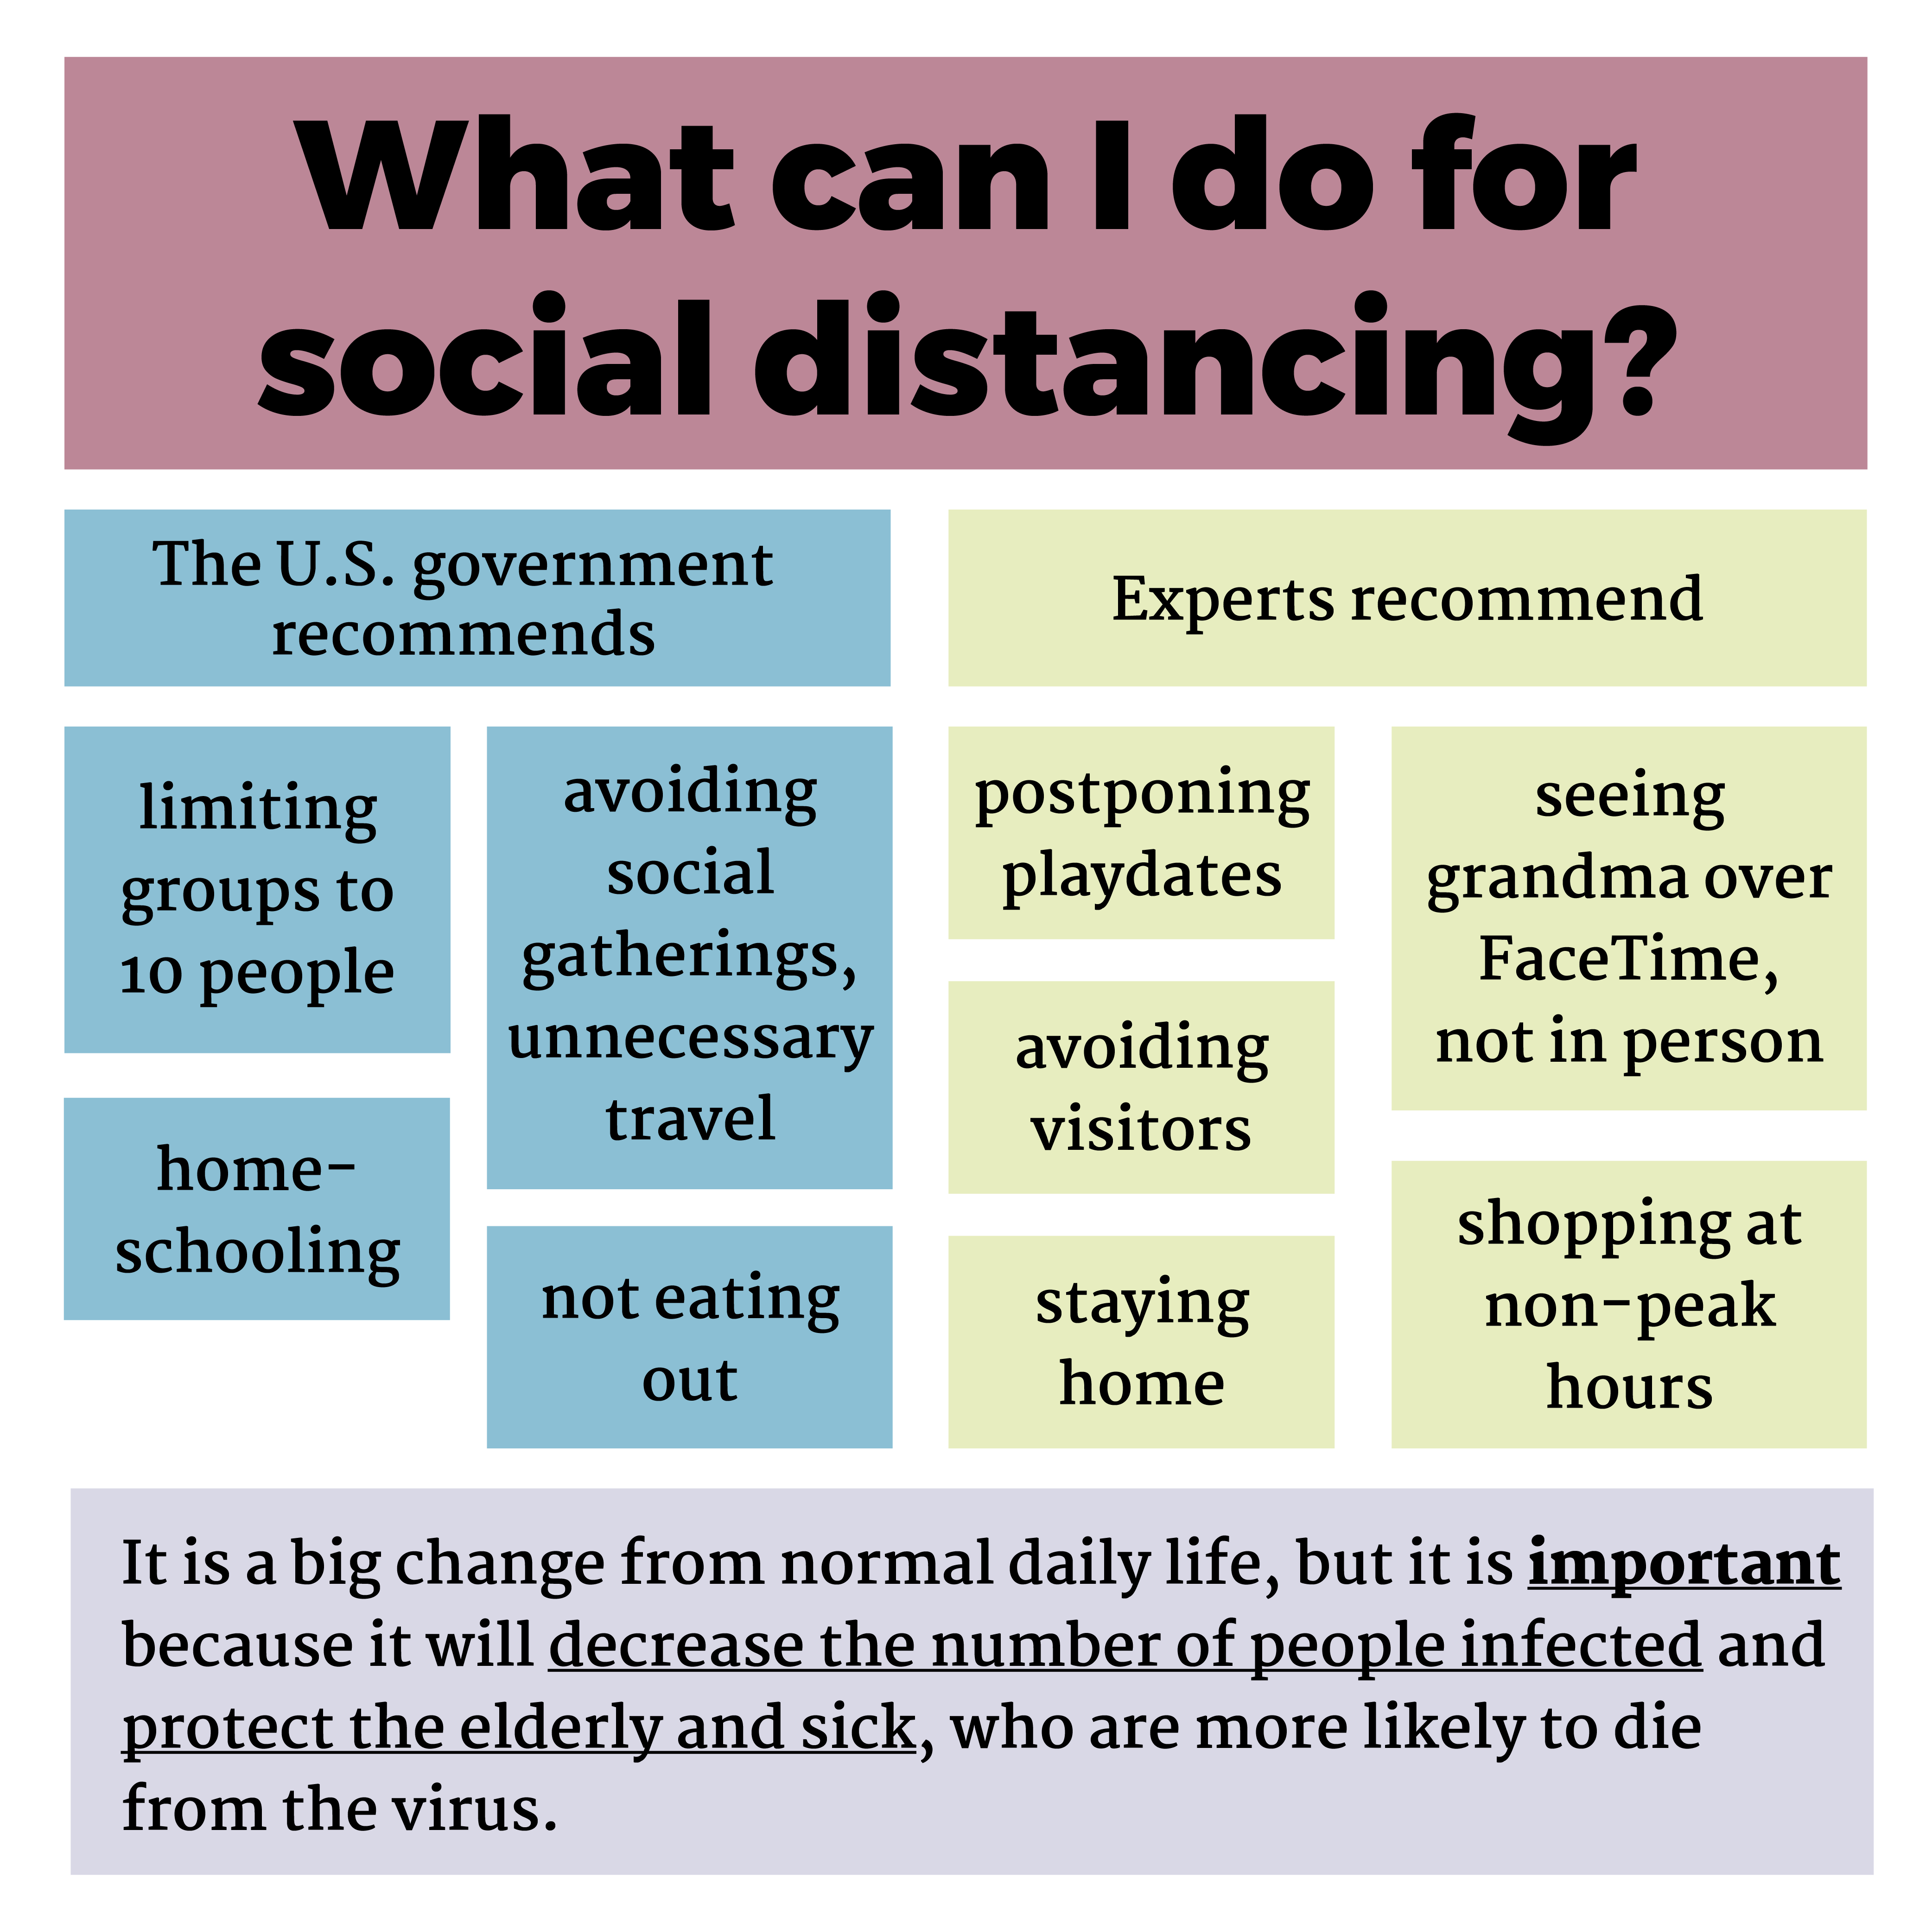 What can I do for
social distancing?
The U.S. government
recommends
Experts recommend
limiting
groups to
10 people
home-
schooling
avoiding
social
gatherings,
unnecessary
travel
not eating
out
postponing
playdates
avoiding
visitors
staying
home
seeing
grandma over
FaceTime,
not in person
shopping at
non-peak
hours
It is a big change from normal daily life, but it is important
because it will decrease the number of people infected and
protect the elderly and sick, who are more likely to die
from the virus.